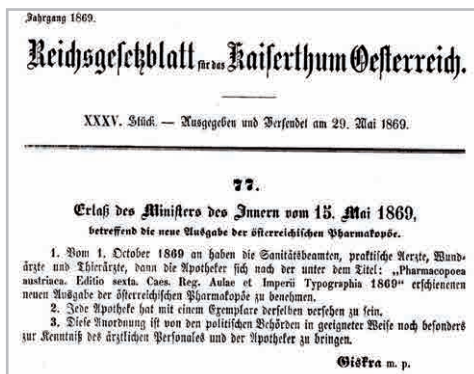 Jahrgang 1869.
Reichsgesetzblatt für das Kaiserthum Oesterreich.
XXXV. Stück. — Ausgegeben und Versendet am 29. Mai 1869.
77.
Erlaß des Ministers des Innern vom 15. Mai 1869,
betreffend die neue Ausgabe der österreichischen Pharmakopöe.
1. Vom 1. October 1869 an haben die Sanitätsbeamten, praktische Aerzte, Wund-
ärzte und Thierärzte, dann die Apotheker sich nach der unter dem Titel: „Pharmacopoea
austriaca. Editio sexta. Caes. Reg. Aulae et Imperii Typographia 1869“ erschienenen
neuen Ausgabe der österreichischen Pharmakopöe zu benehmen.
2. Jede Apotheke hat mit einem Exemplare derselben versehen zu sein.
3. Diese Anordnung ist von den politischen Behörden in geeigneter Weise noch besonders
zur Kenntniß des ärztlichen Personales und der Apotheker zu bringen.
Giskra m. p.